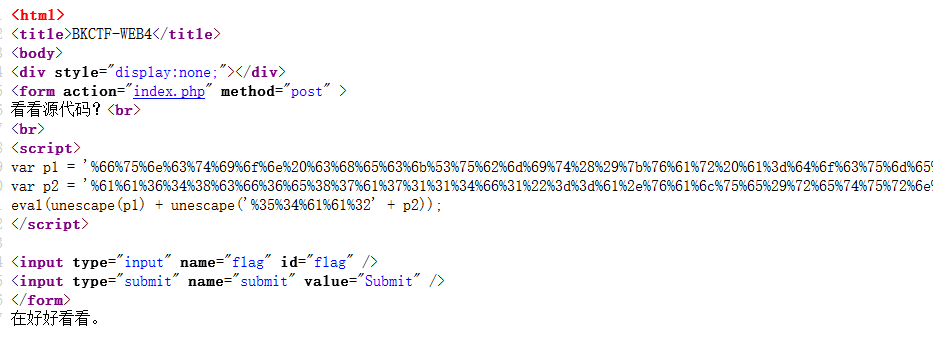 <html>
<title>BKCTF-WEB4</title>
<body>
<div style="display:none;"></div>
<form action="index.php" method="post" >
看看源代码？<br>
<br>
<script>
var p1 = '%66%75%6e%63%74%69%6f%6e%20%63%68%65%63%6b%53%75%62%6d%69%74%28%29%7b%76%61%72%20%61%3d%64%6f%63%75%6d%65
var p2 = '%61%61%36%34%38%63%66%36%65%38%37%61%37%31%31%34%66%31%22%3d%3d%61%2e%76%61%6c%75%65%29%72%65%74%75%72%6e%
eval(unescape(p1) + unescape('%35%34%61%61%32' + p2));
</script>
<input type="input" name="flag" id="flag" />
<input type="submit" name="submit" value="Submit" />
</form>
在好好看看。